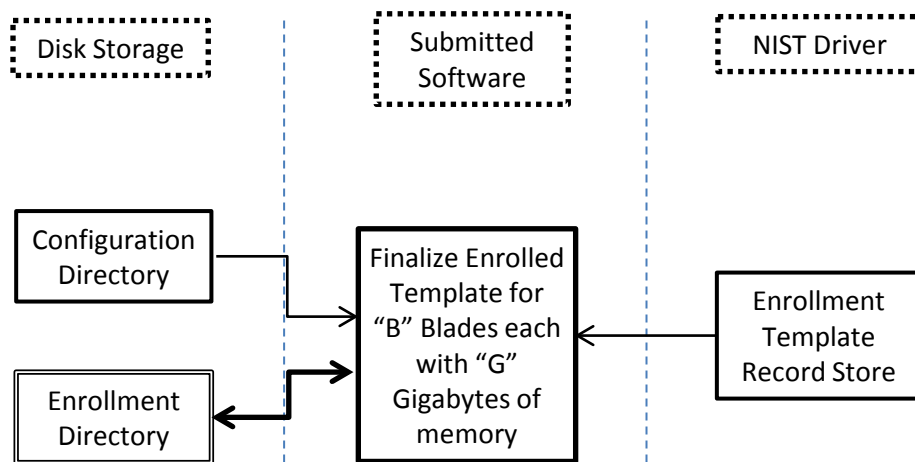 Disk Storage
Submitted
Software
NIST Driver
Configuration
Directory
Finalize Enrolled
Template for
“B” Blades each
with “G”
Gigabytes of
memory
Enrollment
Template
Record Store
Enrollment
Directory